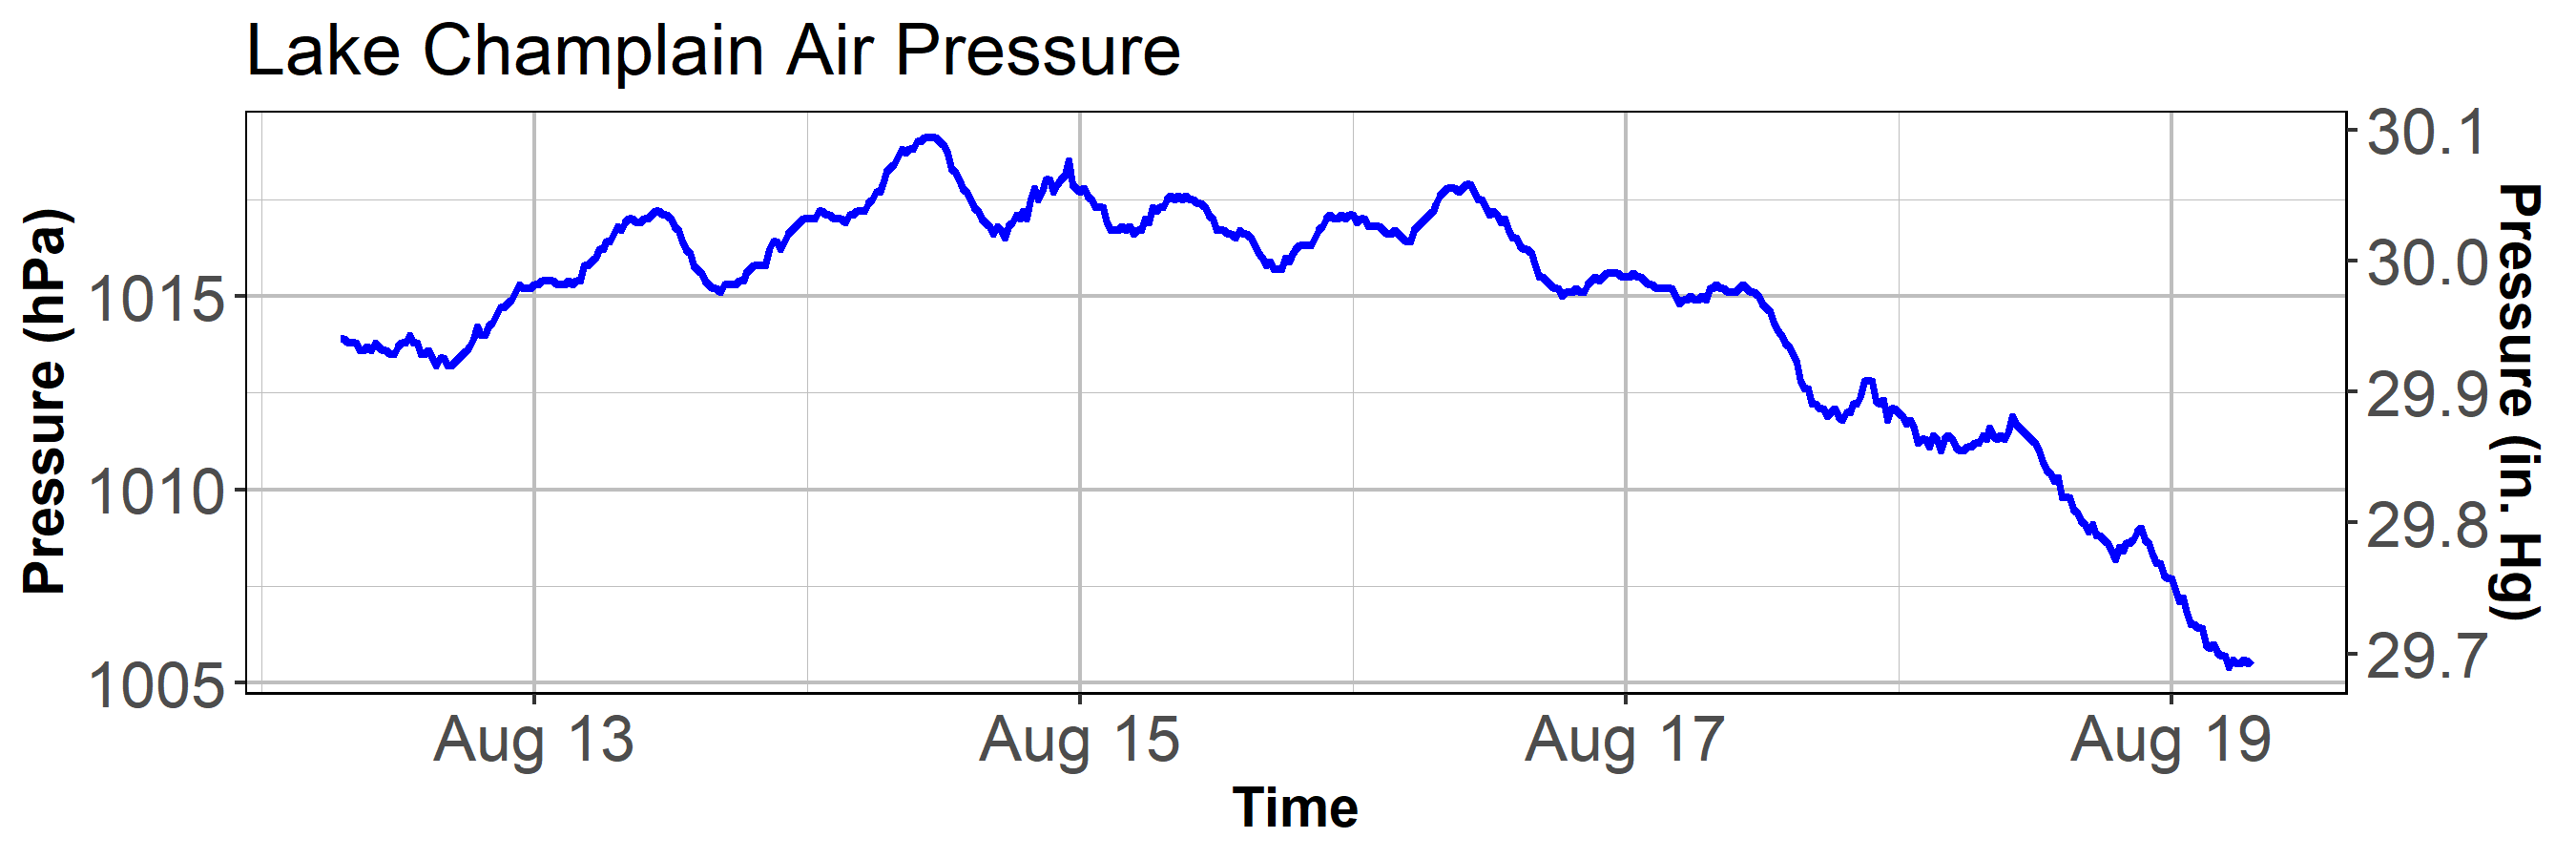 Lake Champlain Air Pressure
Pressure (hPa)
1015
1010
1005
30.1
30.0
29.9
29.8
29.7
Pressure (in. Hg)
Aug 13
Aug 15
Aug 17
Aug 19
Time